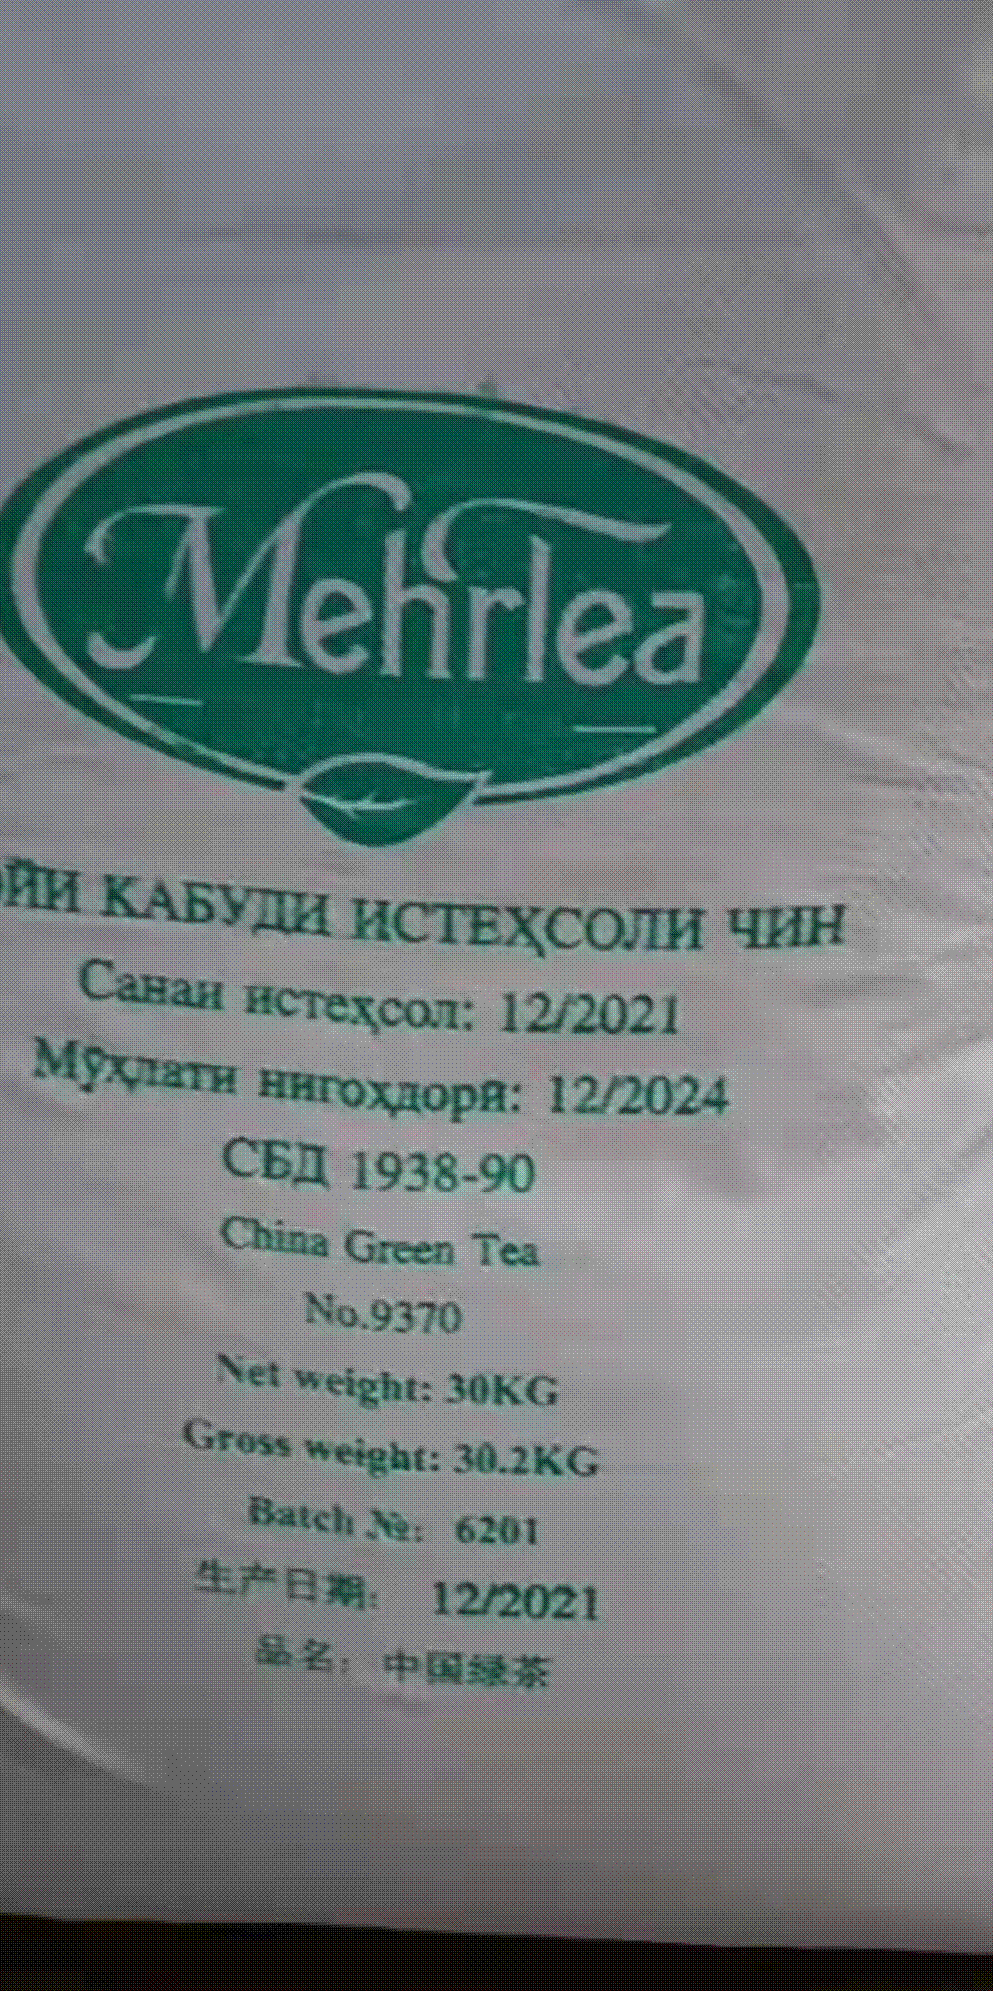 MehrTea
КАБУДИ ИСТЕҲСОЛИ ЧИН
Санаи истеҳсол: 12/2021
Мӯҳлати нигоҳдорӣ: 12/2024
СБД 1938-90
China Green Tea
No.9370
Net weight: 30KG
Gross weight: 30.2KG
Batch №: 6201
生产日期: 12/2021
品名: 中国绿茶